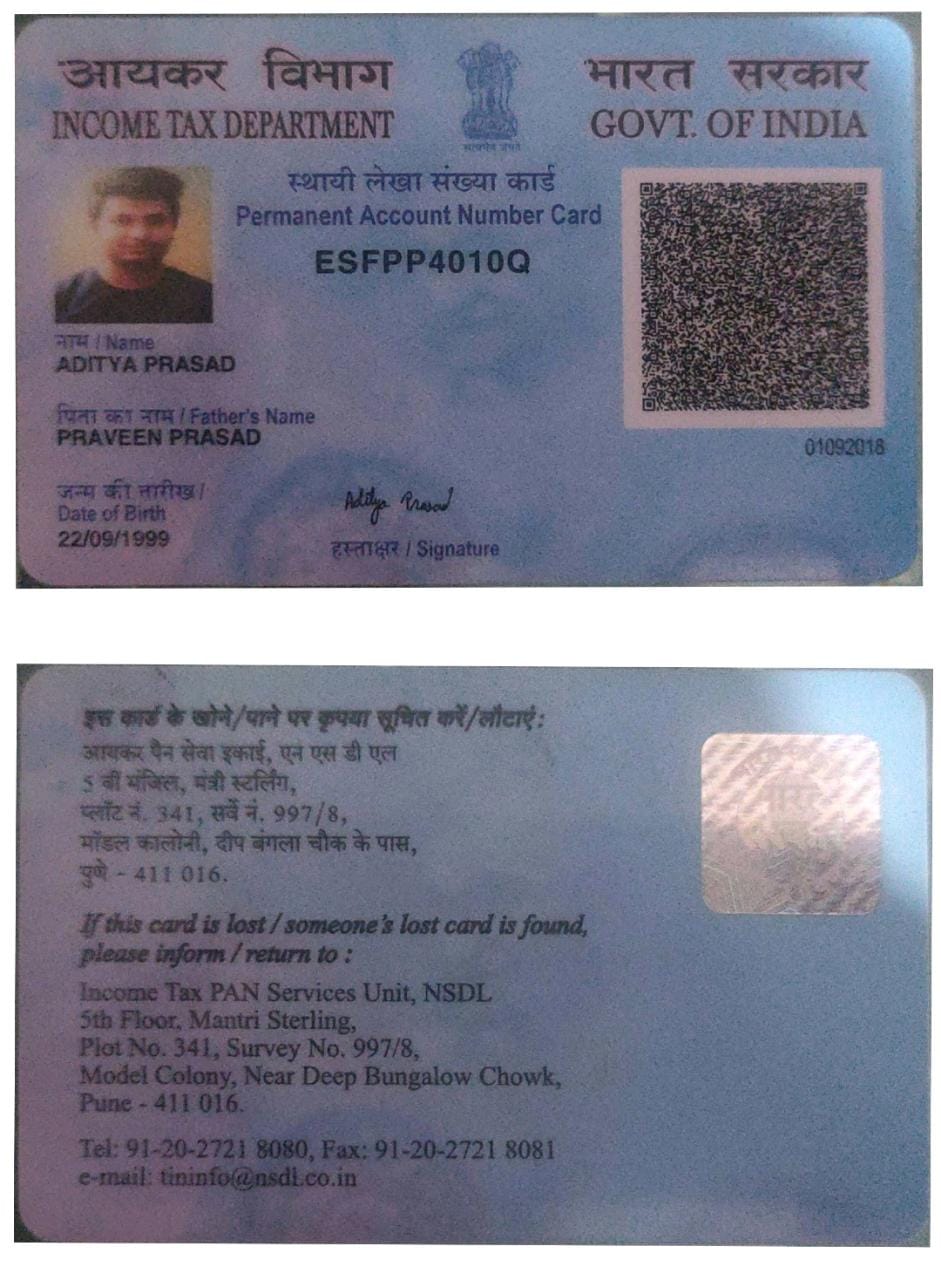 आयकर विभाग
INCOME TAX DEPARTMENT
सत्यमेव जयते
भारत सरकार
GOVT. OF INDIA
स्थायी लेखा संख्या कार्ड
Permanent Account Number Card
ESFPP4010Q
नाम / Name
ADITYA PRASAD
पिता का नाम / Father's Name
PRAVEEN PRASAD
01092018
जन्म की तारीख /
Date of Birth
22/09/1999
Aditya Prasad
हस्ताक्षर / Signature
इस कार्ड के खोने/पाने पर कृपया सूचित करें/लौटाएं:
आयकर पैन सेवा इकाई, एन एस डी एल
5 वीं मंजिल, मंत्री स्टर्लिंग,
प्लॉट नं. 341, सर्वे नं. 997/8,
मॉडल कालोनी, दीप बंगला चौक के पास,
पुणे - 411 016.
If this card is lost / someone's lost card is found,
please inform / return to :
Income Tax PAN Services Unit, NSDL
5th Floor, Mantri Sterling,
Plot No. 341, Survey No. 997/8,
Model Colony, Near Deep Bungalow Chowk,
Pune - 411 016.
Tel: 91-20-2721 8080, Fax: 91-20-2721 8081
e-mail: tininfo@nsdl.co.in